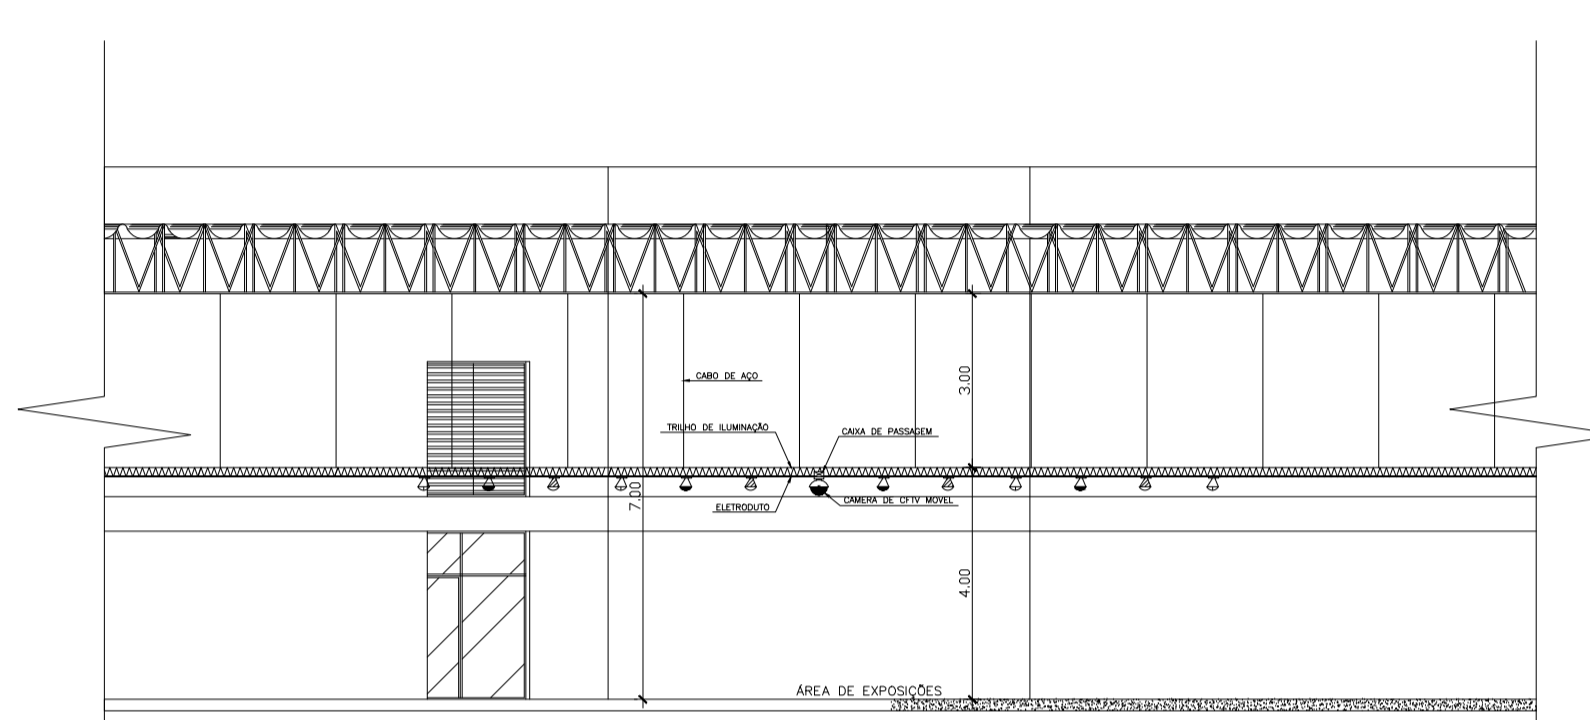 CABO DE AÇO
3.00
TRILHO DE ILUMINAÇÃO
CAIXA DE PASSAGEM
7.00
CAMERA DE CFTV MOVEL
ELETRODUTO
4.00
ÁREA DE EXPOSIÇÕES